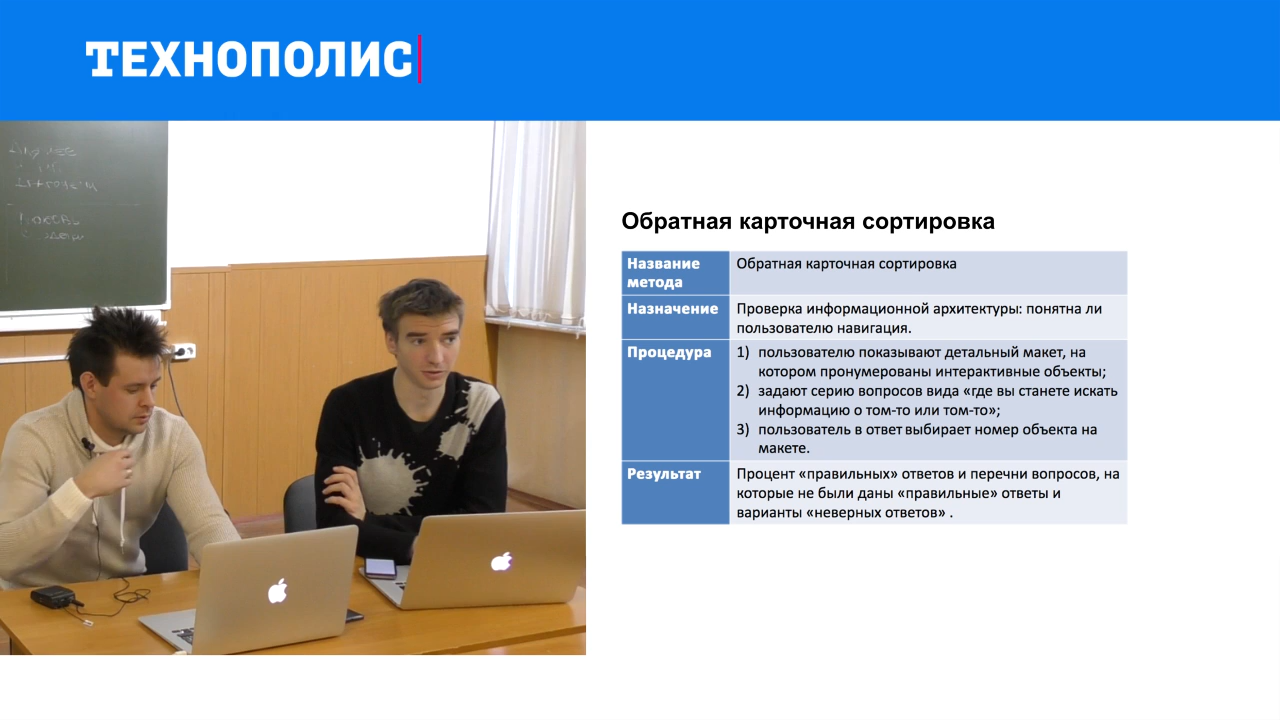 ТЕХНОПОЛИС
Обратная карточная сортировка
Название метода
Обратная карточная сортировка
Назначение
Проверка информационной архитектуры: понятна ли
пользователю навигация.
Процедура
1) пользователю показывают детальный макет, на
котором пронумерованы интерактивные объекты;
2) задают серию вопросов вида «где вы станете искать
информацию о том-то или том-то»;
3) пользователь в ответ выбирает номер объекта на
макете.
Результат
Процент «правильных» ответов и перечни вопросов, на
которые не были даны «правильные» ответы и
варианты «неверных ответов» .